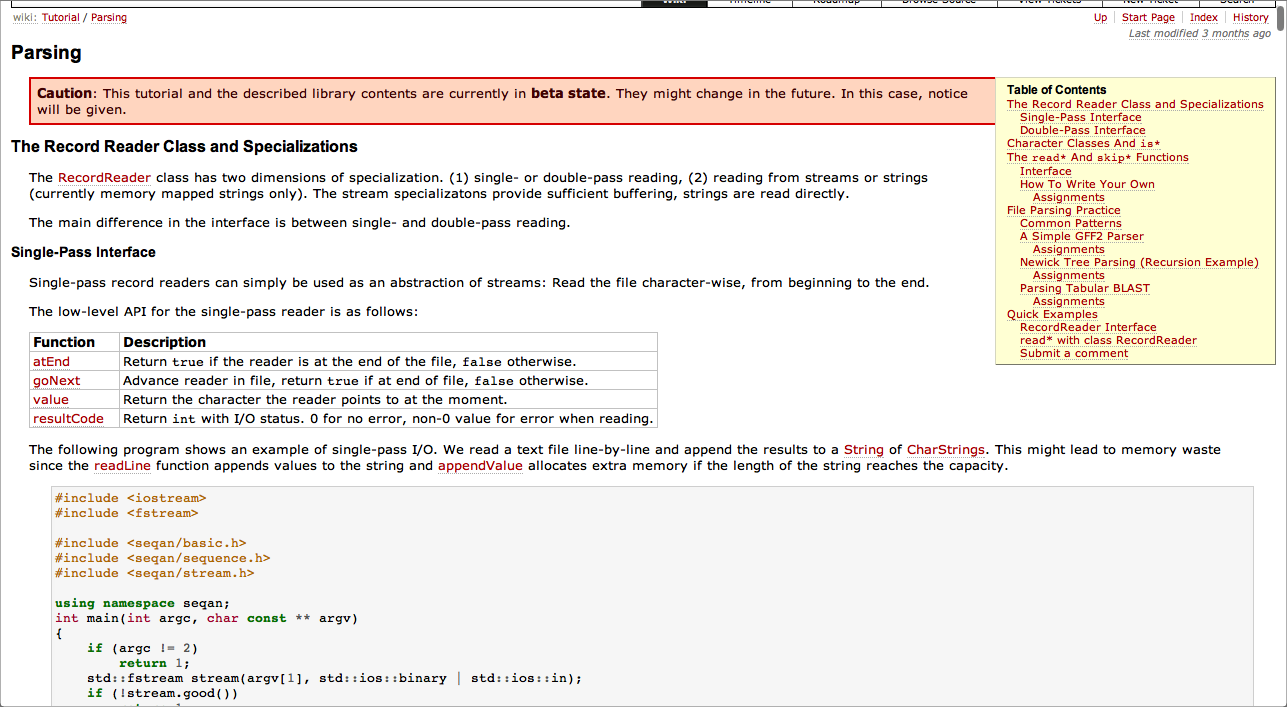 Wiki Timeline Roadmap Browse Source View Tickets New Ticket Search
wiki: Tutorial / Parsing
Up Start Page Index History
Last modified 3 months ago
Parsing
Caution: This tutorial and the described library contents are currently in beta state. They might change in the future. In this case, notice
will be given.
Table of Contents
The Record Reader Class and Specializations
Single-Pass Interface
Double-Pass Interface
Character Classes And is*
The read* And skip* Functions
Interface
How To Write Your Own
Assignments
File Parsing Practice
Common Patterns
A Simple GFF2 Parser
Assignments
Newick Tree Parsing (Recursion Example)
Assignments
Parsing Tabular BLAST
Assignments
Quick Examples
RecordReader Interface
read* with class RecordReader
Submit a comment
The Record Reader Class and Specializations
The RecordReader class has two dimensions of specialization. (1) single- or double-pass reading, (2) reading from streams or strings
(currently memory mapped strings only). The stream specializatons provide sufficient buffering, strings are read directly.
The main difference in the interface is between single- and double-pass reading.
Single-Pass Interface
Single-pass record readers can simply be used as an abstraction of streams: Read the file character-wise, from beginning to the end.
The low-level API for the single-pass reader is as follows:
Function Description
atEnd Return true if the reader is at the end of the file, false otherwise.
goNext Advance reader in file, return true if at end of file, false otherwise.
value Return the character the reader points to at the moment.
resultCode Return int with I/O status. 0 for no error, non-0 value for error when reading.
The following program shows an example of single-pass I/O. We read a text file line-by-line and append the results to a String of CharStrings. This might lead to memory waste
since the readLine function appends values to the string and appendValue allocates extra memory if the length of the string reaches the capacity.
#include <iostream>
#include <fstream>
#include <seqan/basic.h>
#include <seqan/sequence.h>
#include <seqan/stream.h>
using namespace seqan;
int main(int argc, char const ** argv)
{
if (argc != 2)
return 1;
std::fstream stream(argv[1], std::ios::binary | std::ios::in);
if (!stream.good())